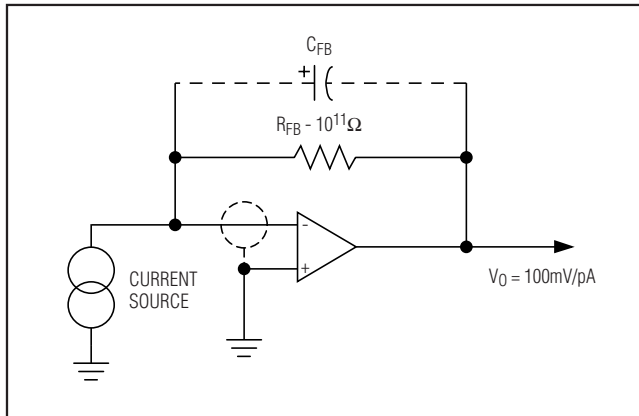 C_FB
+
R_FB - 10^11Ω
-
+
CURRENT
SOURCE
V_O = 100mV/pA